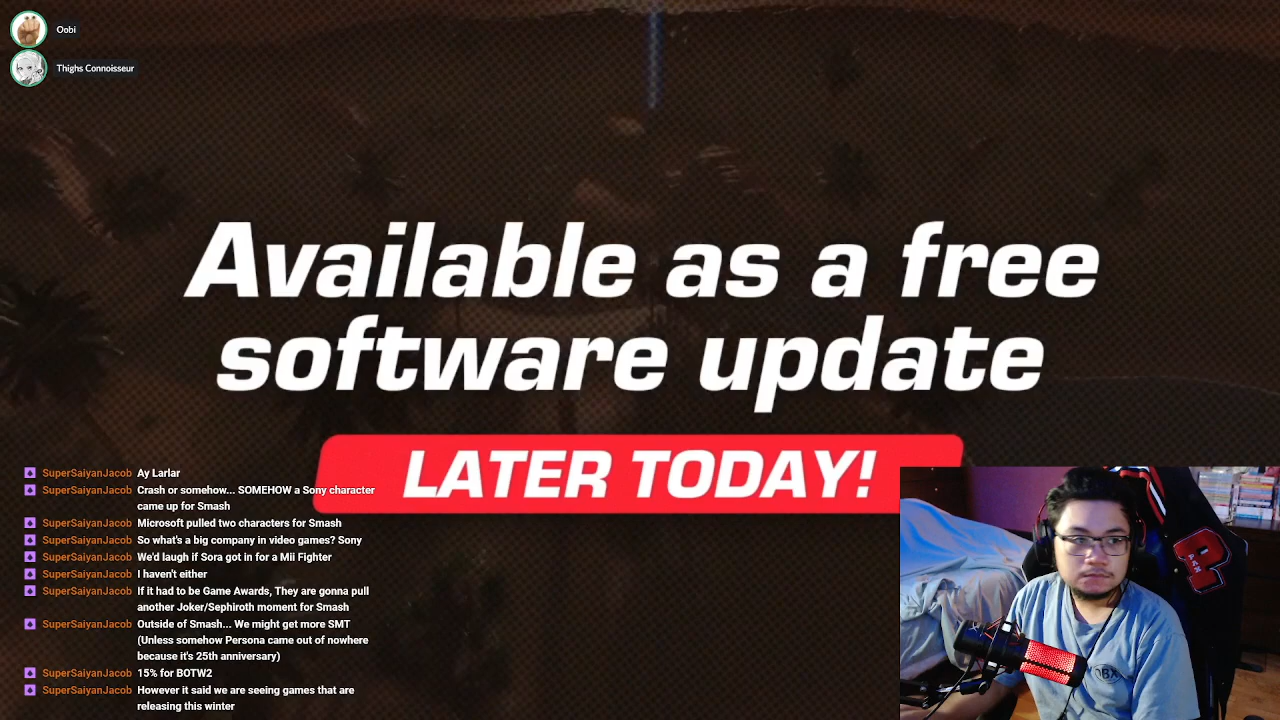 Oobi
Thighs Connoisseur
Available as a free
software update
LATER TODAY!
SuperSaiyanJacob Ay Larlar
SuperSaiyanJacob Crash or somehow... SOMEHOW a Sony character
came up for Smash
SuperSaiyanJacob Microsoft pulled two characters for Smash
SuperSaiyanJacob So what's a big company in video games? Sony
SuperSaiyanJacob We'd laugh if Sora got in for a Mii Fighter
SuperSaiyanJacob I haven't either
SuperSaiyanJacob If it had to be Game Awards, They are gonna pull
another Joker/Sephiroth moment for Smash
SuperSaiyanJacob Outside of Smash... We might get more SMT
(Unless somehow Persona came out of nowhere
because it's 25th anniversary)
SuperSaiyanJacob 15% for BOTW2
SuperSaiyanJacob However it said we are seeing games that are
releasing this winter
P